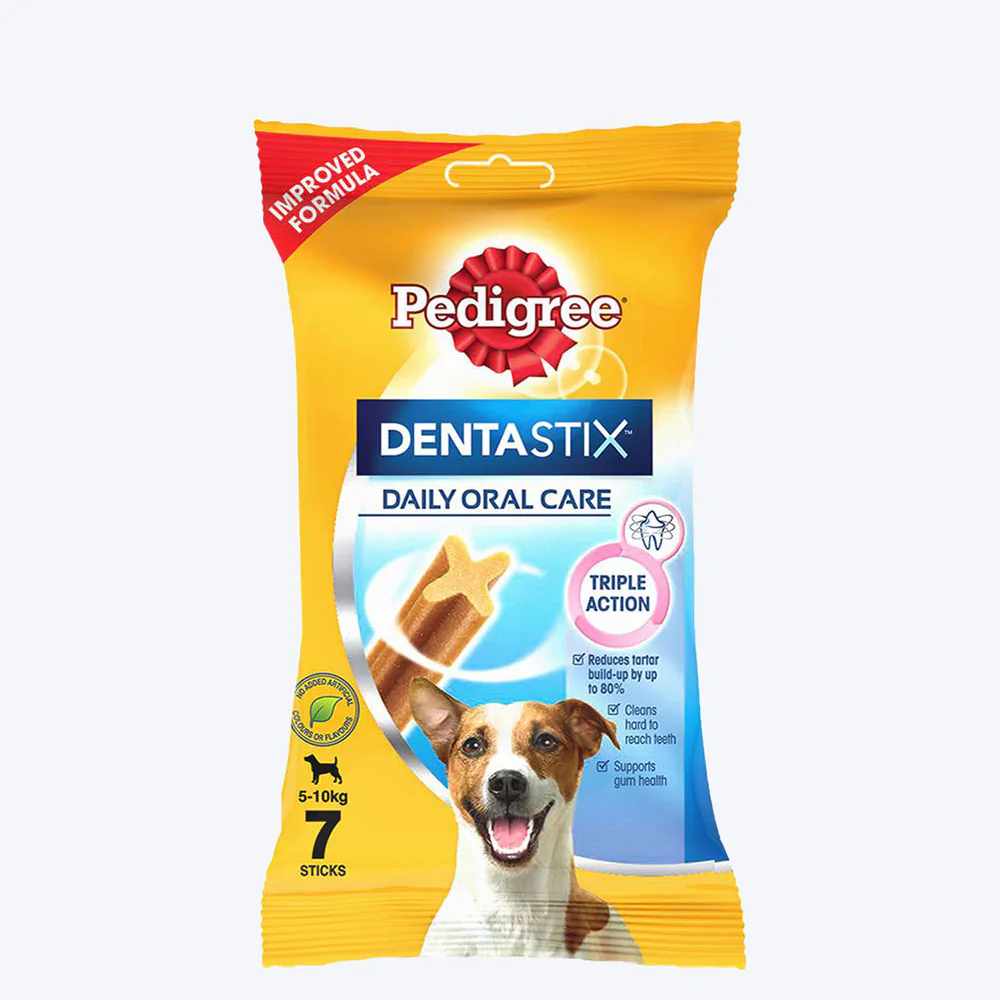 IMPROVED
FORMULA
Pedigree®
DENTASTIX™
DAILY ORAL CARE
TRIPLE
ACTION
Reduces tartar
build-up by up
to 80%
Cleans
hard to
reach teeth
Supports
gum health
NO ADDED ARTIFICIAL
COLOURS OR FLAVOURS
5-10kg
7
STICKS